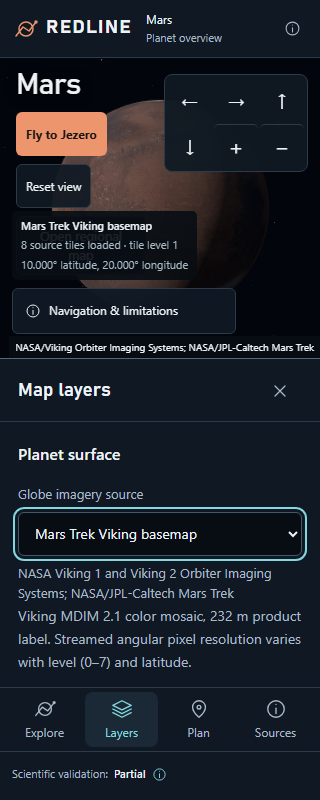 REDLINE
Mars
Planet overview
Mars
Fly to Jezero
← → ↑
↓ + −
Reset view
Open regional
map
Mars Trek Viking basemap
8 source tiles loaded · tile level 1
10.000° latitude, 20.000° longitude
Navigation & limitations
NASA/Viking Orbiter Imaging Systems; NASA/JPL-Caltech Mars Trek
Map layers
Planet surface
Globe imagery source
Mars Trek Viking basemap
NASA Viking 1 and Viking 2 Orbiter Imaging
Systems; NASA/JPL-Caltech Mars Trek
Viking MDIM 2.1 color mosaic, 232 m product
label. Streamed angular pixel resolution varies
with level (0–7) and latitude.
Explore
Layers
Plan
Sources
Scientific validation: Partial